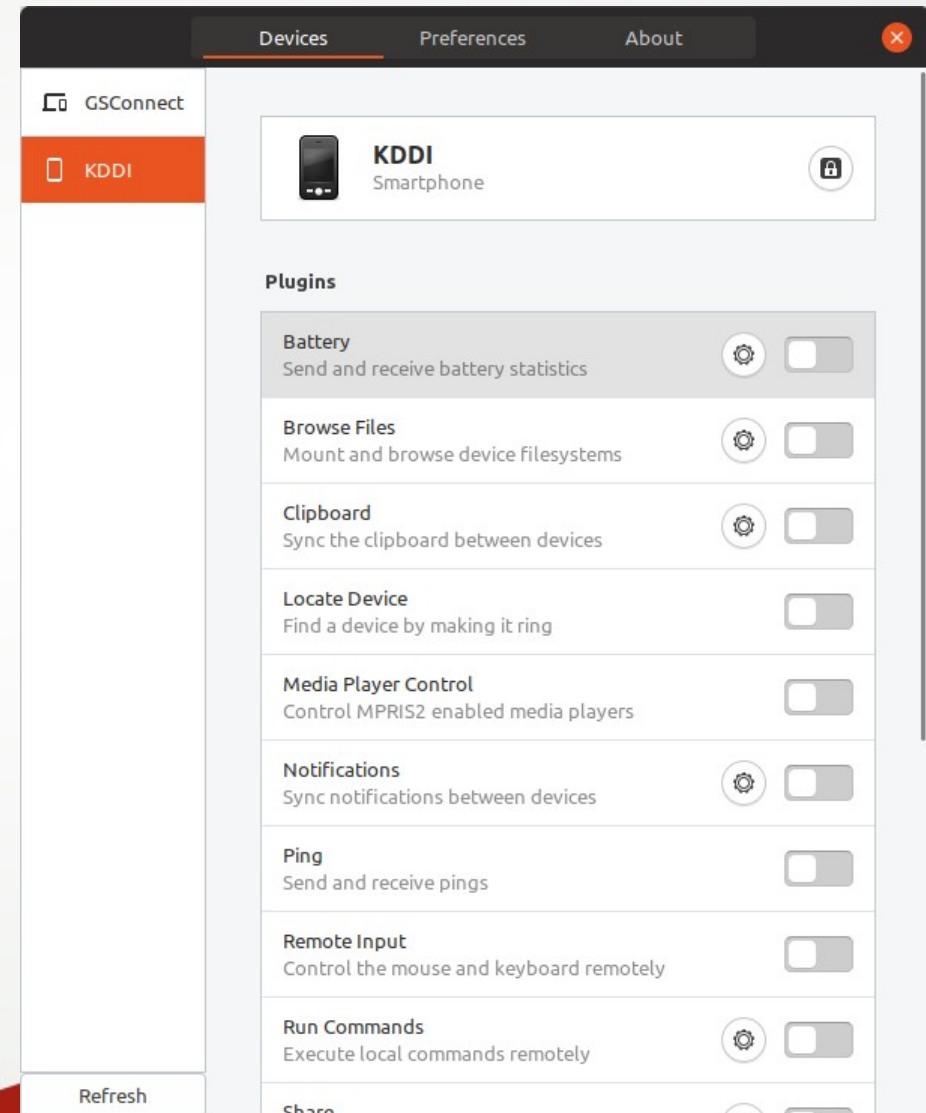 Devices
Preferences
About
GSConnect
KDDI
Refresh
KDDI
Smartphone
Plugins
Battery
Send and receive battery statistics
Browse Files
Mount and browse device filesystems
Clipboard
Sync the clipboard between devices
Locate Device
Find a device by making it ring
Media Player Control
Control MPRIS2 enabled media players
Notifications
Sync notifications between devices
Ping
Send and receive pings
Remote Input
Control the mouse and keyboard remotely
Run Commands
Execute local commands remotely
Share